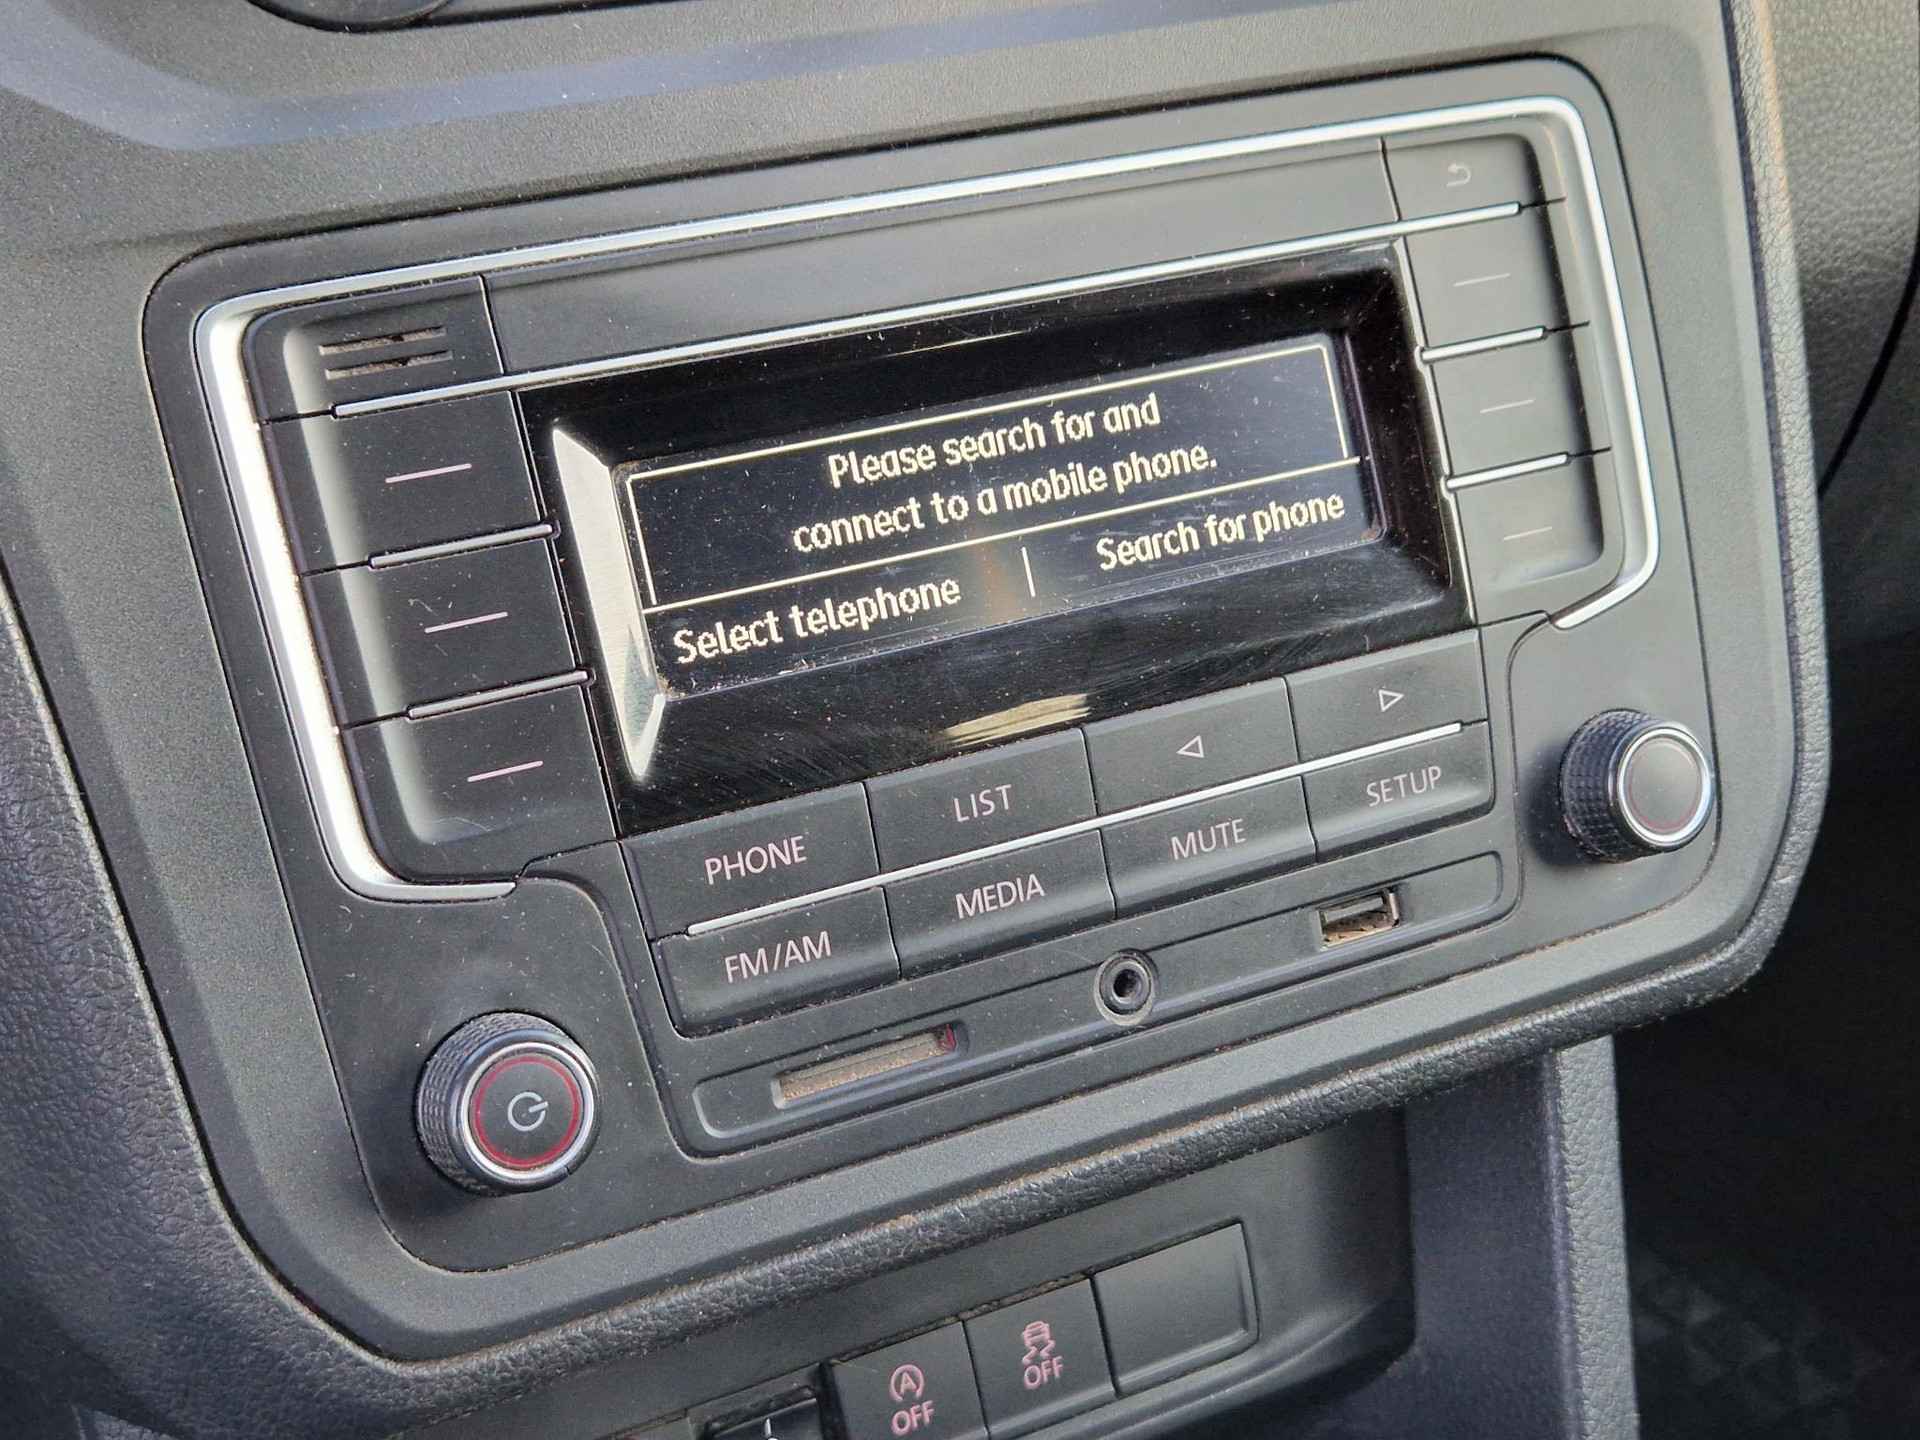 Please search for and
connect to a mobile phone.
Select telephone
Search for phone
PHONE
LIST
FM/AM
MEDIA
MUTE
SETUP
A
OFF
OFF